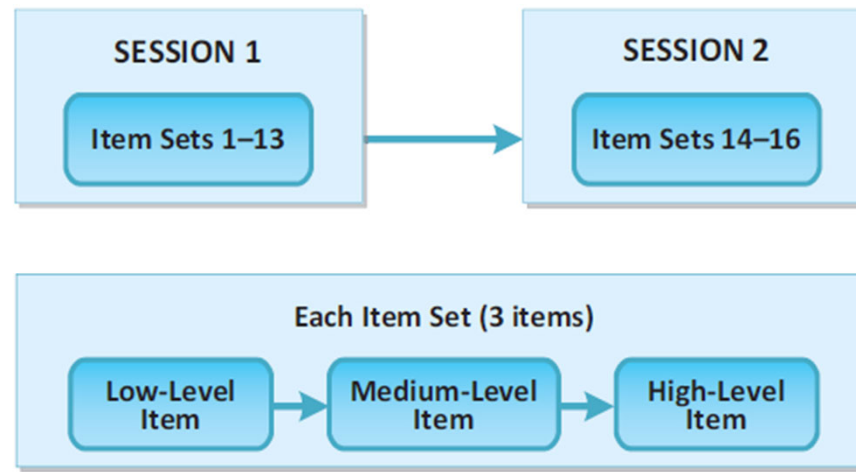 SESSION 1
Item Sets 1–13
SESSION 2
Item Sets 14–16
Each Item Set (3 items)
Low-Level
Item
Medium-Level
Item
High-Level
Item